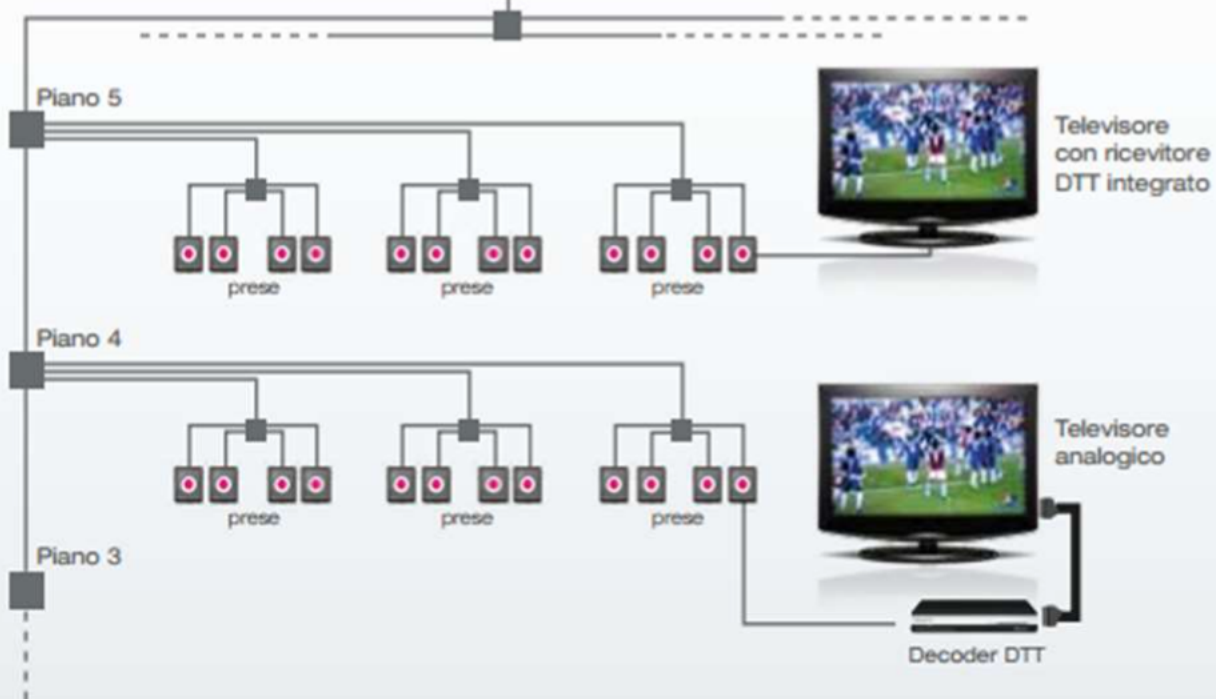 Piano 5
Televisore
con ricevitore
DTT integrato
prese
prese
prese
Piano 4
Televisore
analogico
prese
prese
prese
Piano 3
Decoder DTT